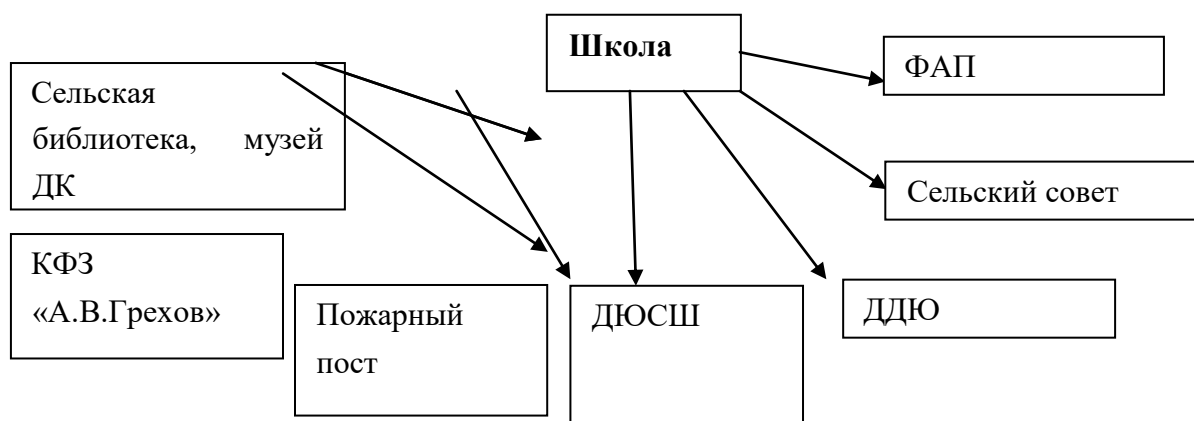 Школа
ФАП
Сельская
библиотека, музей
ДК
Сельский совет
КФЗ
«А.В.Грехов»
Пожарный
пост
ДЮСШ
ДДЮ